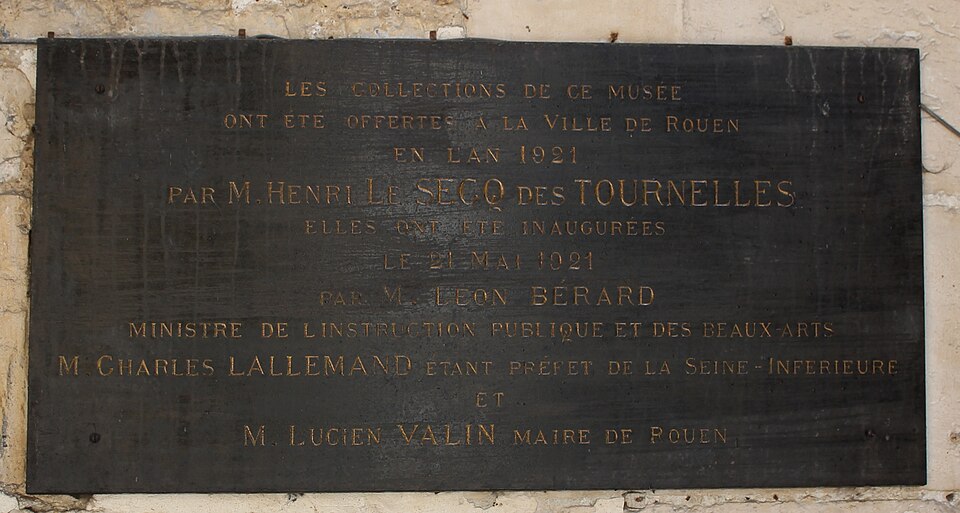 LES COLLECTIONS DE CE MUSÉE
ONT ÉTÉ OFFERTES À LA VILLE DE ROUEN
EN L'AN 1921
PAR M. HENRI LE SECQ DES TOURNELLES
ELLES ONT ÉTÉ INAUGURÉES
LE 21 MAI 1921
PAR M. LÉON BÉRARD
MINISTRE DE L'INSTRUCTION PUBLIQUE ET DES BEAUX-ARTS
M. CHARLES LALLEMAND ÉTANT PRÉFET DE LA SEINE-INFÉRIEURE
ET
M. LUCIEN VALIN MAIRE DE ROUEN